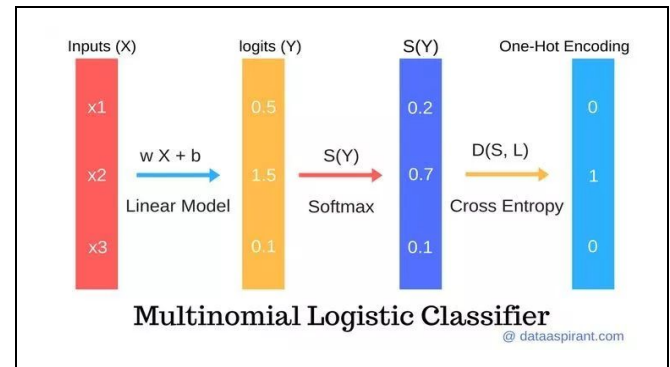 Inputs (X) logits (Y) S(Y) One-Hot Encoding
x1 0.5 0.2 0
w X + b S(Y) D(S, L)
x2 1.5 0.7 1
Linear Model Softmax Cross Entropy
x3 0.1 0.1 0
Multinomial Logistic Classifier
@ dataaspirant.com